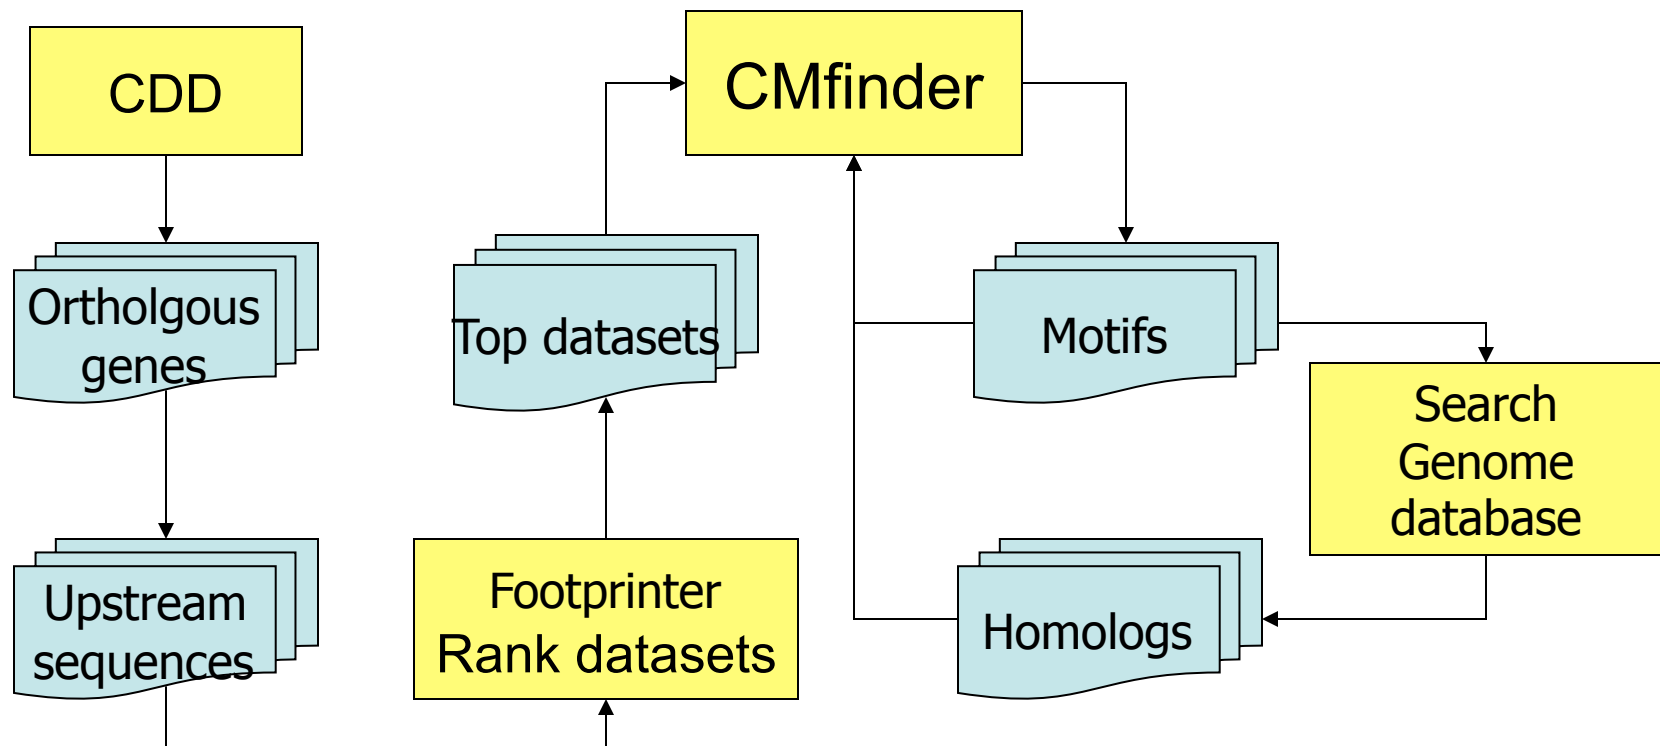 CDD
Ortholgous
genes
Upstream
sequences
Top datasets
Footprinter
Rank datasets
CMfinder
Motifs
Search
Genome
database
Homologs